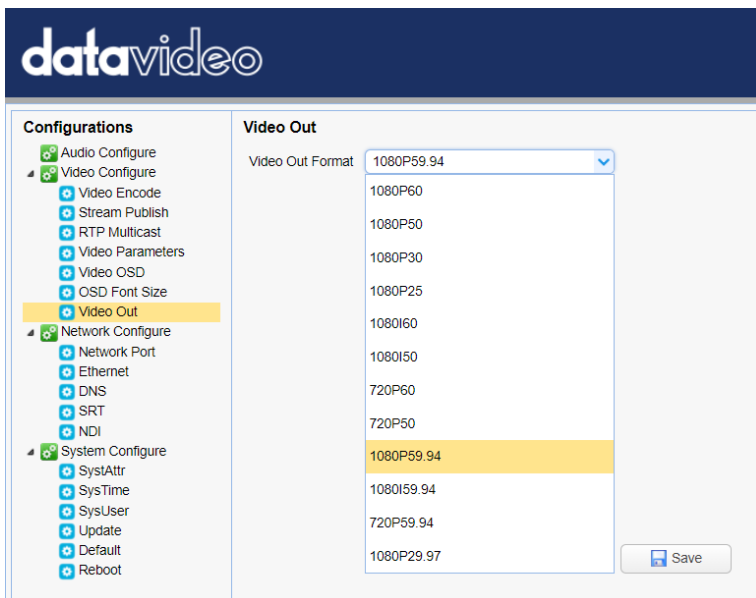 datavideo
Configurations
Audio Configure
Video Configure
Video Encode
Stream Publish
RTP Multicast
Video Parameters
Video OSD
OSD Font Size
Video Out
Network Configure
Network Port
Ethernet
DNS
SRT
NDI
System Configure
SystAttr
SysTime
SysUser
Update
Default
Reboot
Video Out
Video Out Format 1080P59.94
1080P60
1080P50
1080P30
1080P25
1080I60
1080I50
720P60
720P50
1080P59.94
1080I59.94
720P59.94
1080P29.97
Save